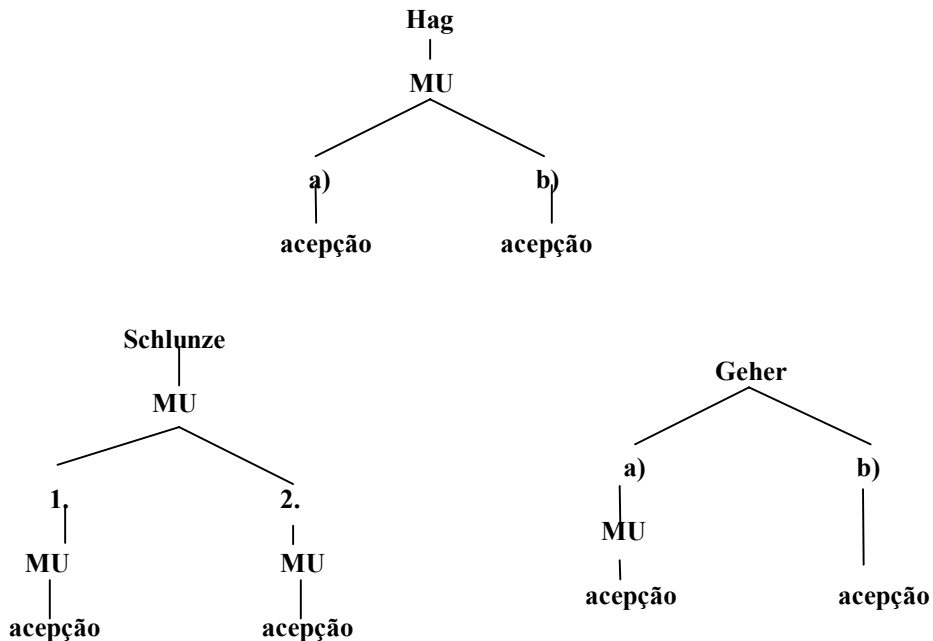 Hag
MU
a) b)
acepção acepção
Schlunze
MU
1. 2.
MU MU
acepção acepção
Geher
a) b)
MU
acepção acepção